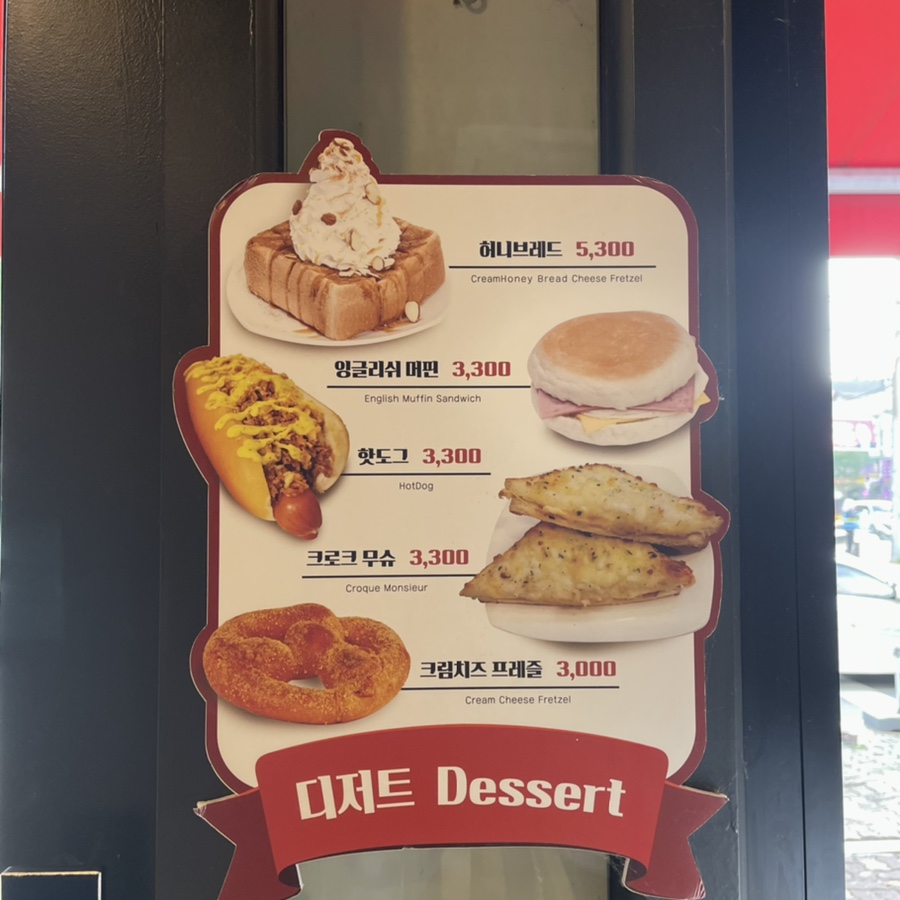 허니브레드 5,300
CreamHoney Bread Cheese Fretzel
잉글리쉬 머핀 3,300
English Muffin Sandwich
핫도그 3,300
HotDog
크로크 무슈 3,300
Croque Monsieur
크림치즈 프레즐 3,000
Cream Cheese Fretzel
디저트 Dessert